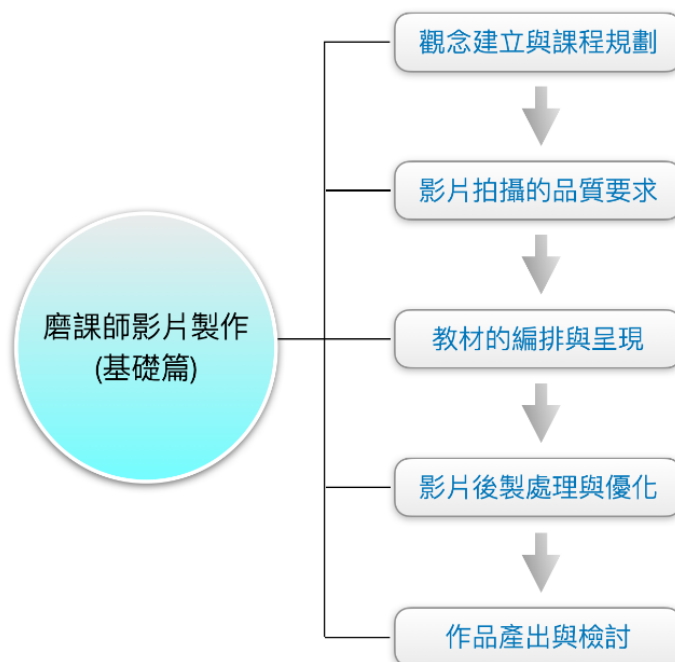 磨課師影片製作
(基礎篇)
觀念建立與課程規劃
影片拍攝的品質要求
教材的編排與呈現
影片後製處理與優化
作品產出與檢討